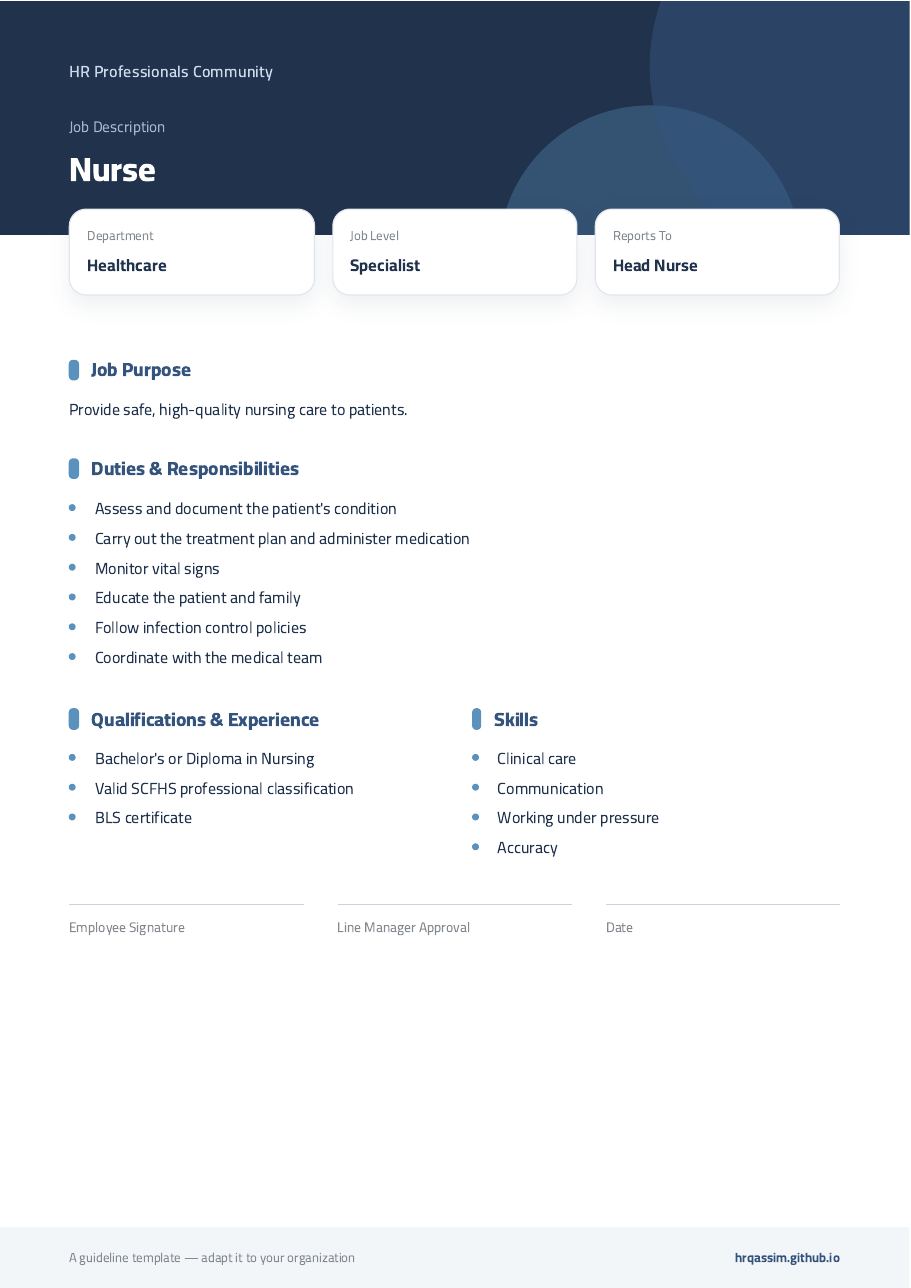 HR Professionals Community
Job Description
Nurse
Department
Healthcare
Job Level
Specialist
Reports To
Head Nurse
Job Purpose
Provide safe, high-quality nursing care to patients.
Duties & Responsibilities
Assess and document the patient's condition
Carry out the treatment plan and administer medication
Monitor vital signs
Educate the patient and family
Follow infection control policies
Coordinate with the medical team
Qualifications & Experience
Bachelor's or Diploma in Nursing
Valid SCFHS professional classification
BLS certificate
Skills
Clinical care
Communication
Working under pressure
Accuracy
Employee Signature
Line Manager Approval
Date
A guideline template — adapt it to your organization
hrqassim.github.io